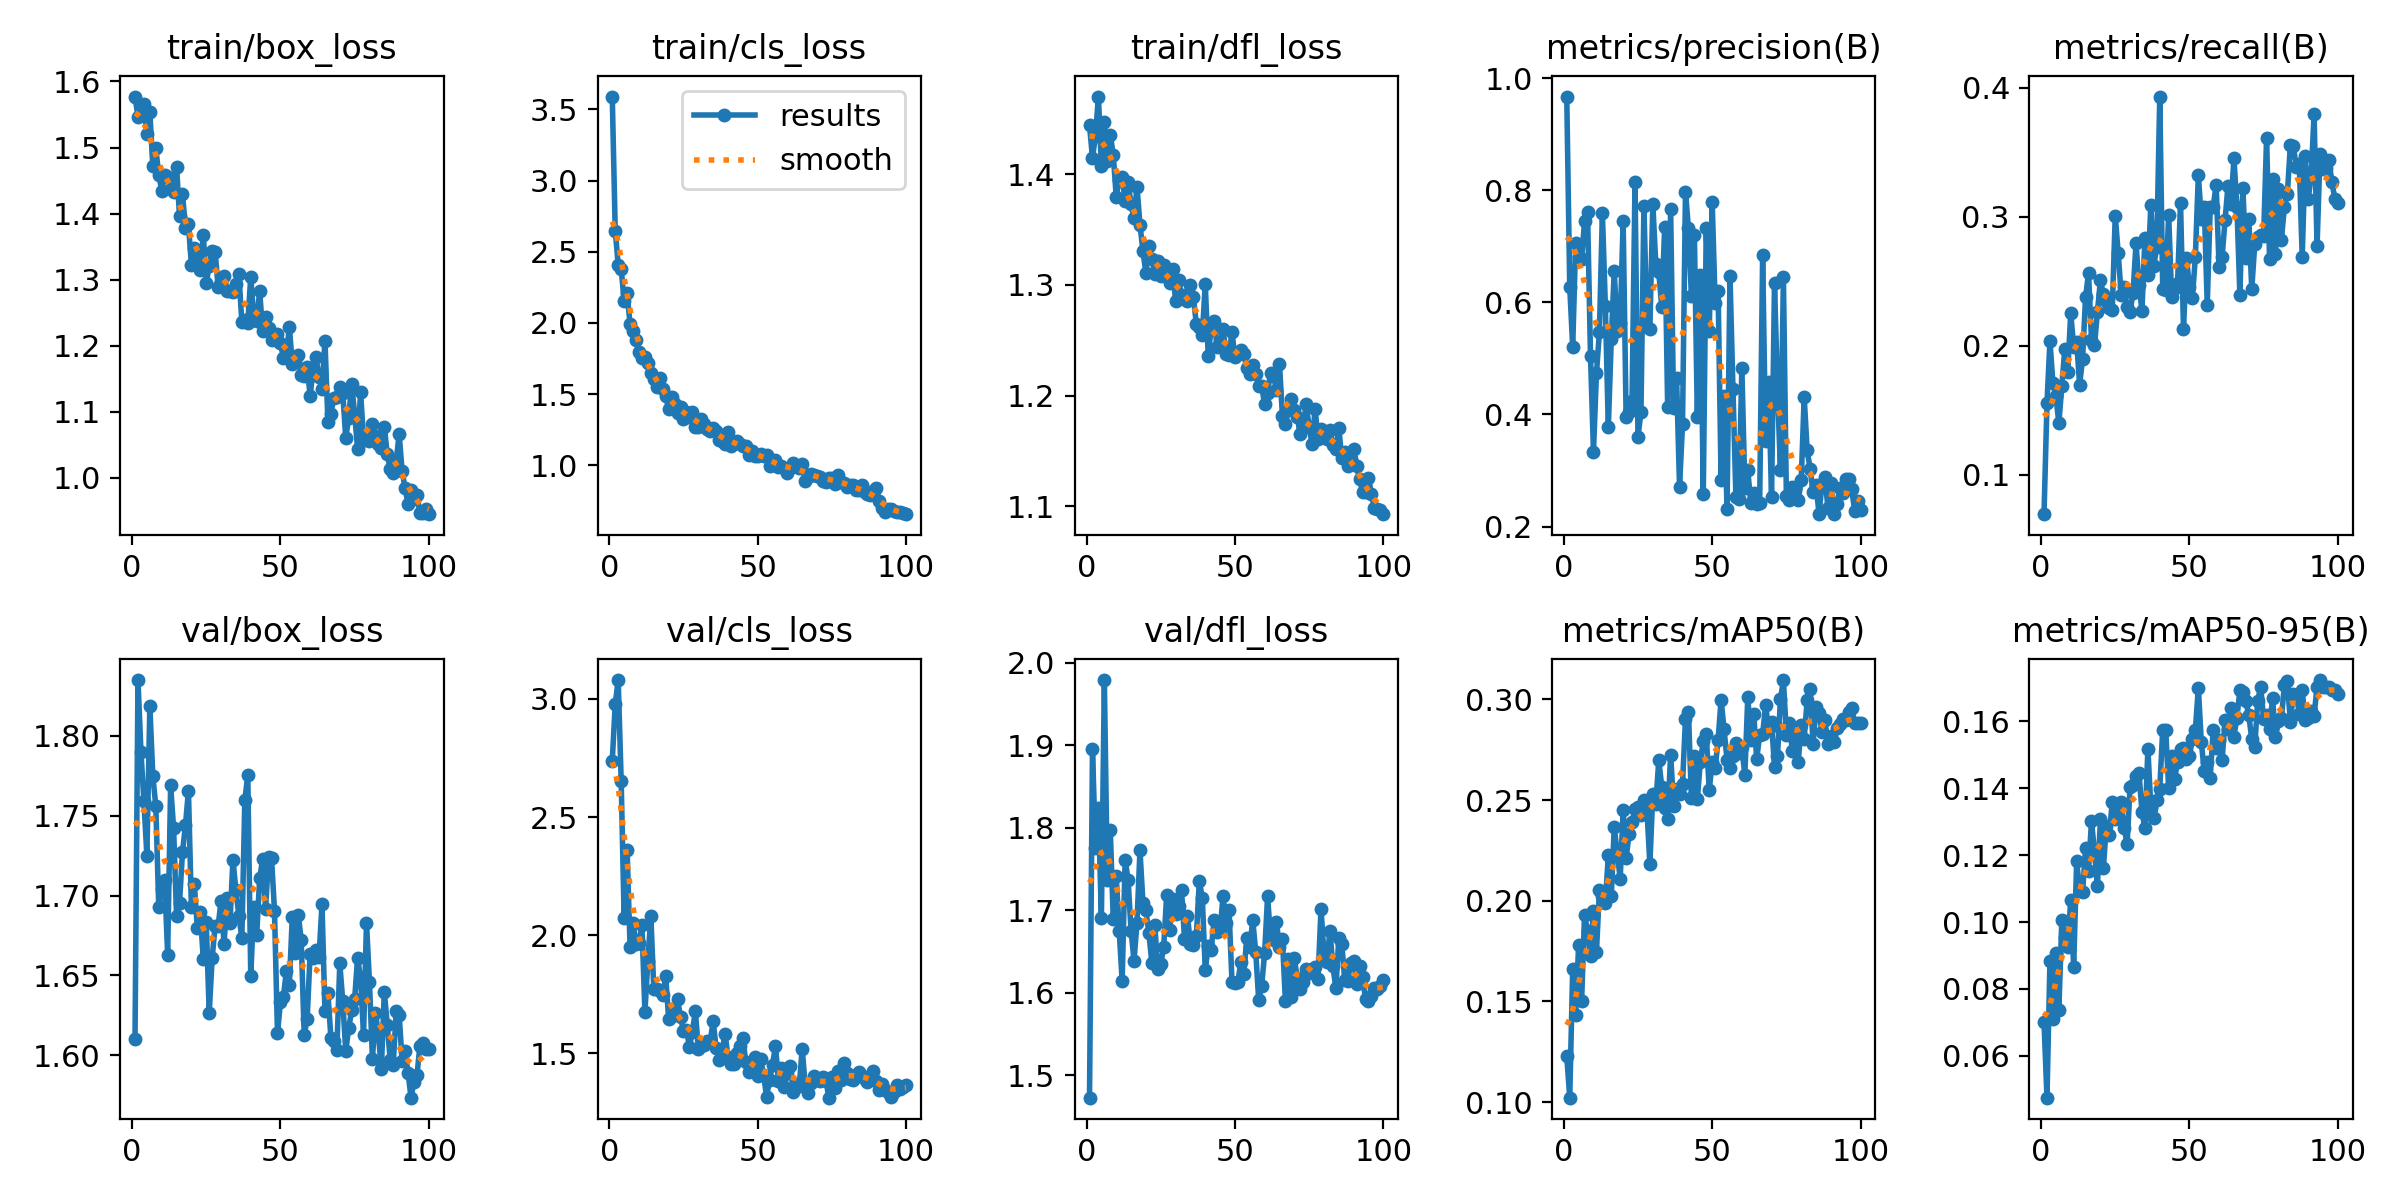 train/box_loss
1.6
1.5
1.4
1.3
1.2
1.1
1.0
0 50 100
train/cls_loss
results
smooth
3.5
3.0
2.5
2.0
1.5
1.0
0 50 100
train/dfl_loss
1.4
1.3
1.2
1.1
0 50 100
metrics/precision(B)
1.0
0.8
0.6
0.4
0.2
0 50 100
metrics/recall(B)
0.4
0.3
0.2
0.1
0 50 100
val/box_loss
1.80
1.75
1.70
1.65
1.60
0 50 100
val/cls_loss
3.0
2.5
2.0
1.5
0 50 100
val/dfl_loss
2.0
1.9
1.8
1.7
1.6
1.5
0 50 100
metrics/mAP50(B)
0.30
0.25
0.20
0.15
0.10
0 50 100
metrics/mAP50-95(B)
0.16
0.14
0.12
0.10
0.08
0.06
0 50 100